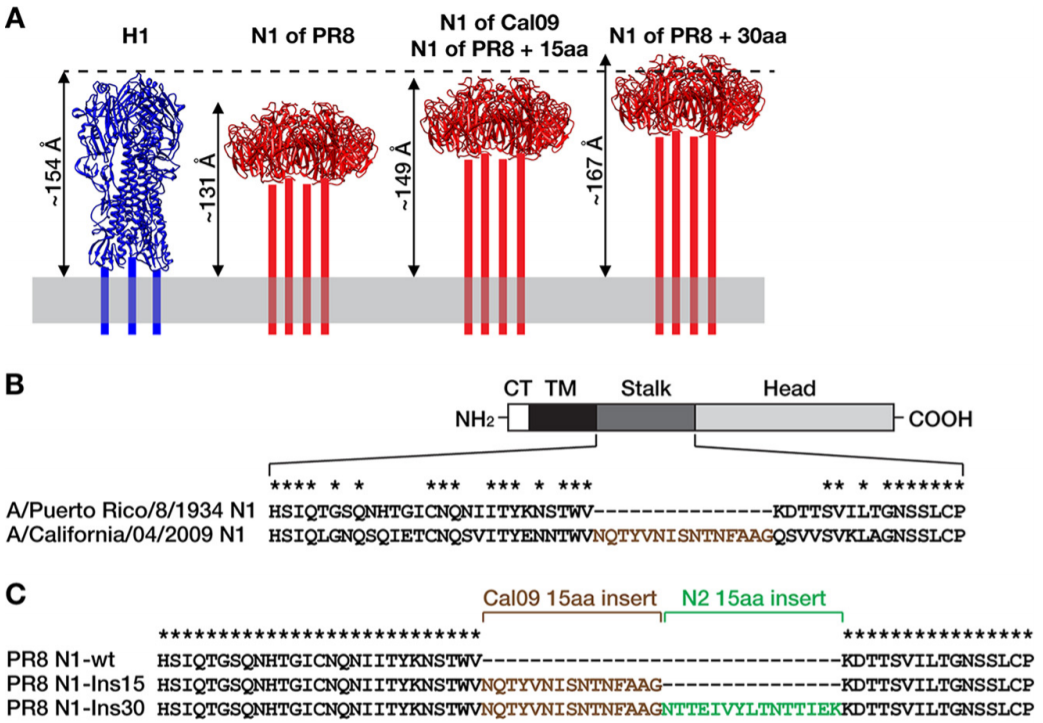 A
H1
N1 of PR8
N1 of Cal09
N1 of PR8 + 15aa
N1 of PR8 + 30aa
~154 Å
~131 Å
~149 Å
~167 Å
B
CT TM Stalk Head
NH2 COOH
**** * * *** *** * *** ** * *******
A/Puerto Rico/8/1934 N1 HSIQTGSQNHTGICNQNIITYKNSTWV---------------KDTTSVILTGNSSLCP
A/California/04/2009 N1 HSIQLGNQSQIETCNQSVITYENNTWVNQTYVNISNTNFAAGQSVVSVKLAGNSSLCP
C
Cal09 15aa insert N2 15aa insert
*************************** ****************
PR8 N1-wt HSIQTGSQNHTGICNQNIITYKNSTWV------------------------------KDTTSVILTGNSSLCP
PR8 N1-Ins15 HSIQTGSQNHTGICNQNIITYKNSTWVNQTYVNISNTNFAAG---------------KDTTSVILTGNSSLCP
PR8 N1-Ins30 HSIQTGSQNHTGICNQNIITYKNSTWVNQTYVNISNTNFAAGNTTEIVYLTNTTIEKKDTTSVILTGNSSLCP